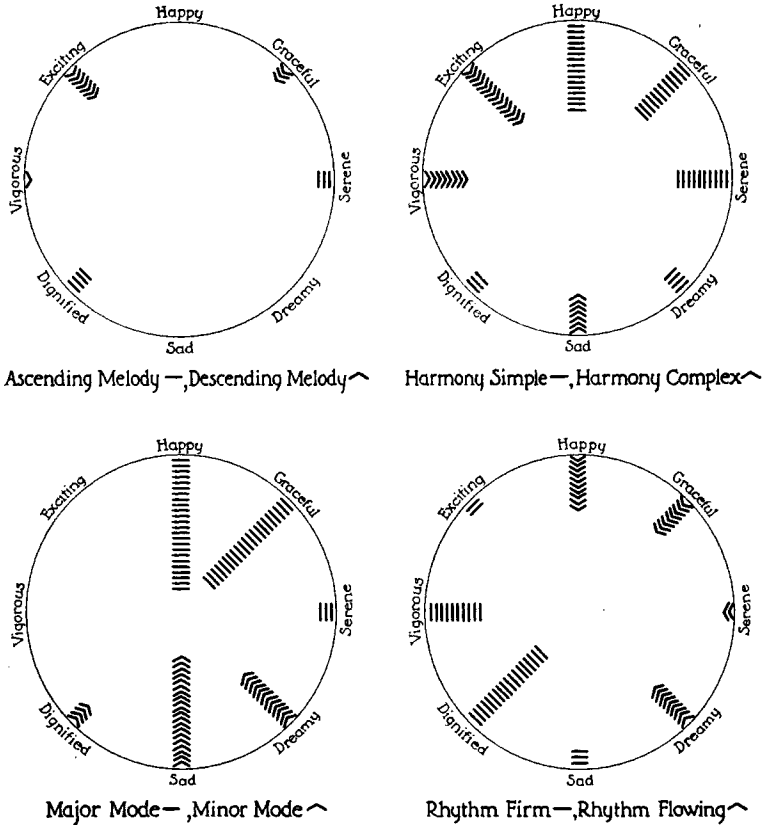 Happy
Exciting
Graceful
Vigorous
Serene
Dignified
Dreamy
Sad
Ascending Melody —, Descending Melody ^
Happy
Exciting
Graceful
Vigorous
Serene
Dignified
Dreamy
Sad
Harmony Simple —, Harmony Complex ^
Happy
Exciting
Graceful
Vigorous
Serene
Dignified
Dreamy
Sad
Major Mode — , Minor Mode ^
Happy
Exciting
Graceful
Vigorous
Serene
Dignified
Dreamy
Sad
Rhythm Firm —, Rhythm Flowing ^